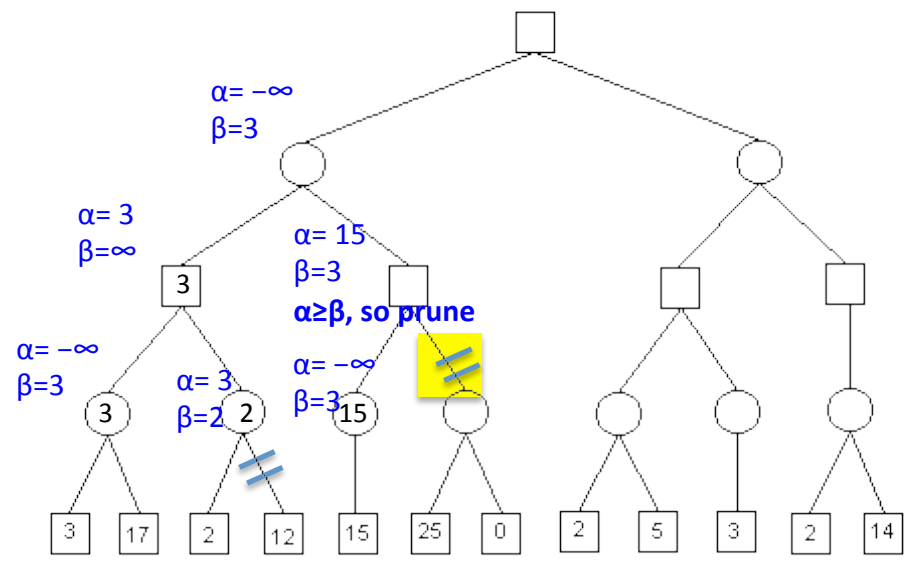 α= −∞
β=3
α= 3
β=∞
α= 15
β=3
α≥β, so prune
3
α= −∞
β=3
α= 3
β=2
α= −∞
β=3
3
2
15
3 17 2 12 15 25 0 2 5 3 2 14